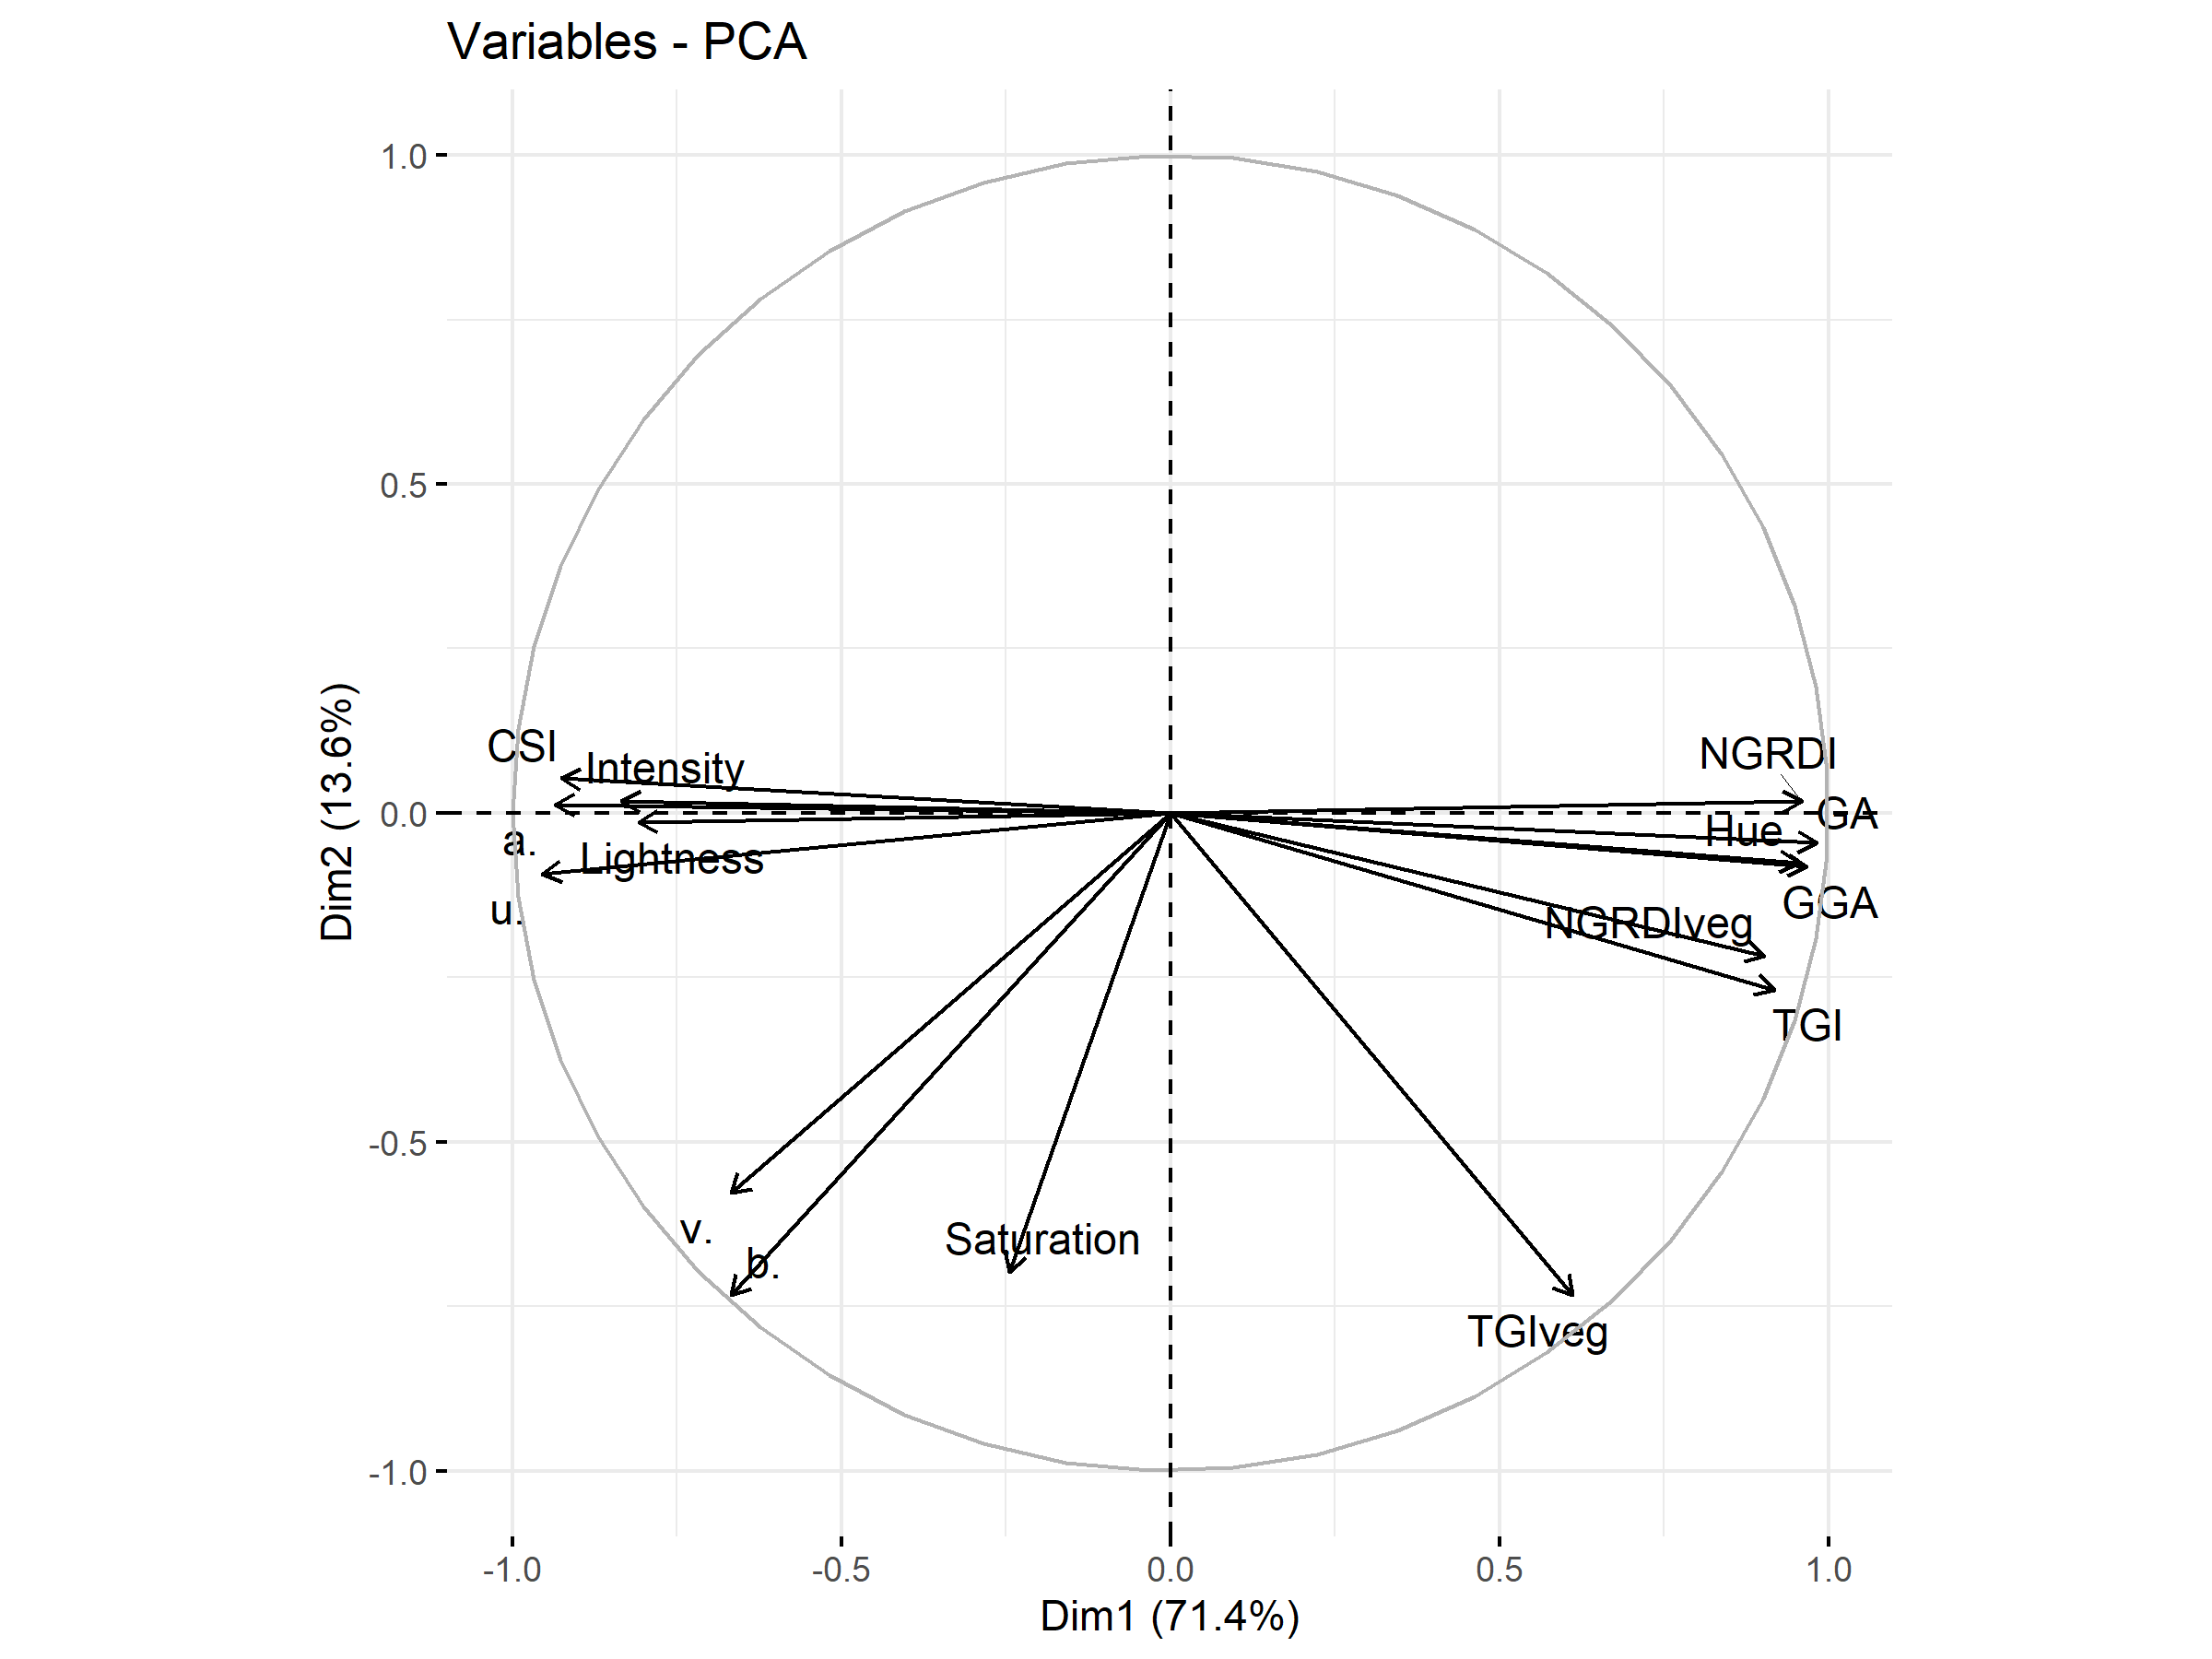 Variables - PCA
1.0
0.5
0.0
-0.5
-1.0
Dim2 (13.6%)
CSI
Intensity
a.
Lightness
u.
NGRDI
GA
Hue
GGA
NGRDIveg
TGI
v.
b.
Saturation
TGIveg
-1.0
-0.5
0.0
0.5
1.0
Dim1 (71.4%)